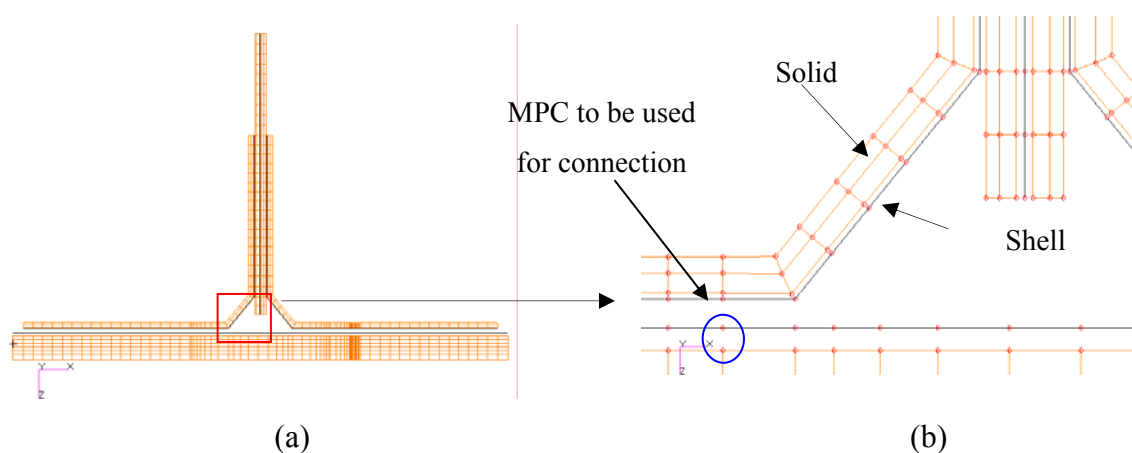 Solid
MPC to be used
for connection
Shell
Y X
Z
Y X
Z
(a)
(b)